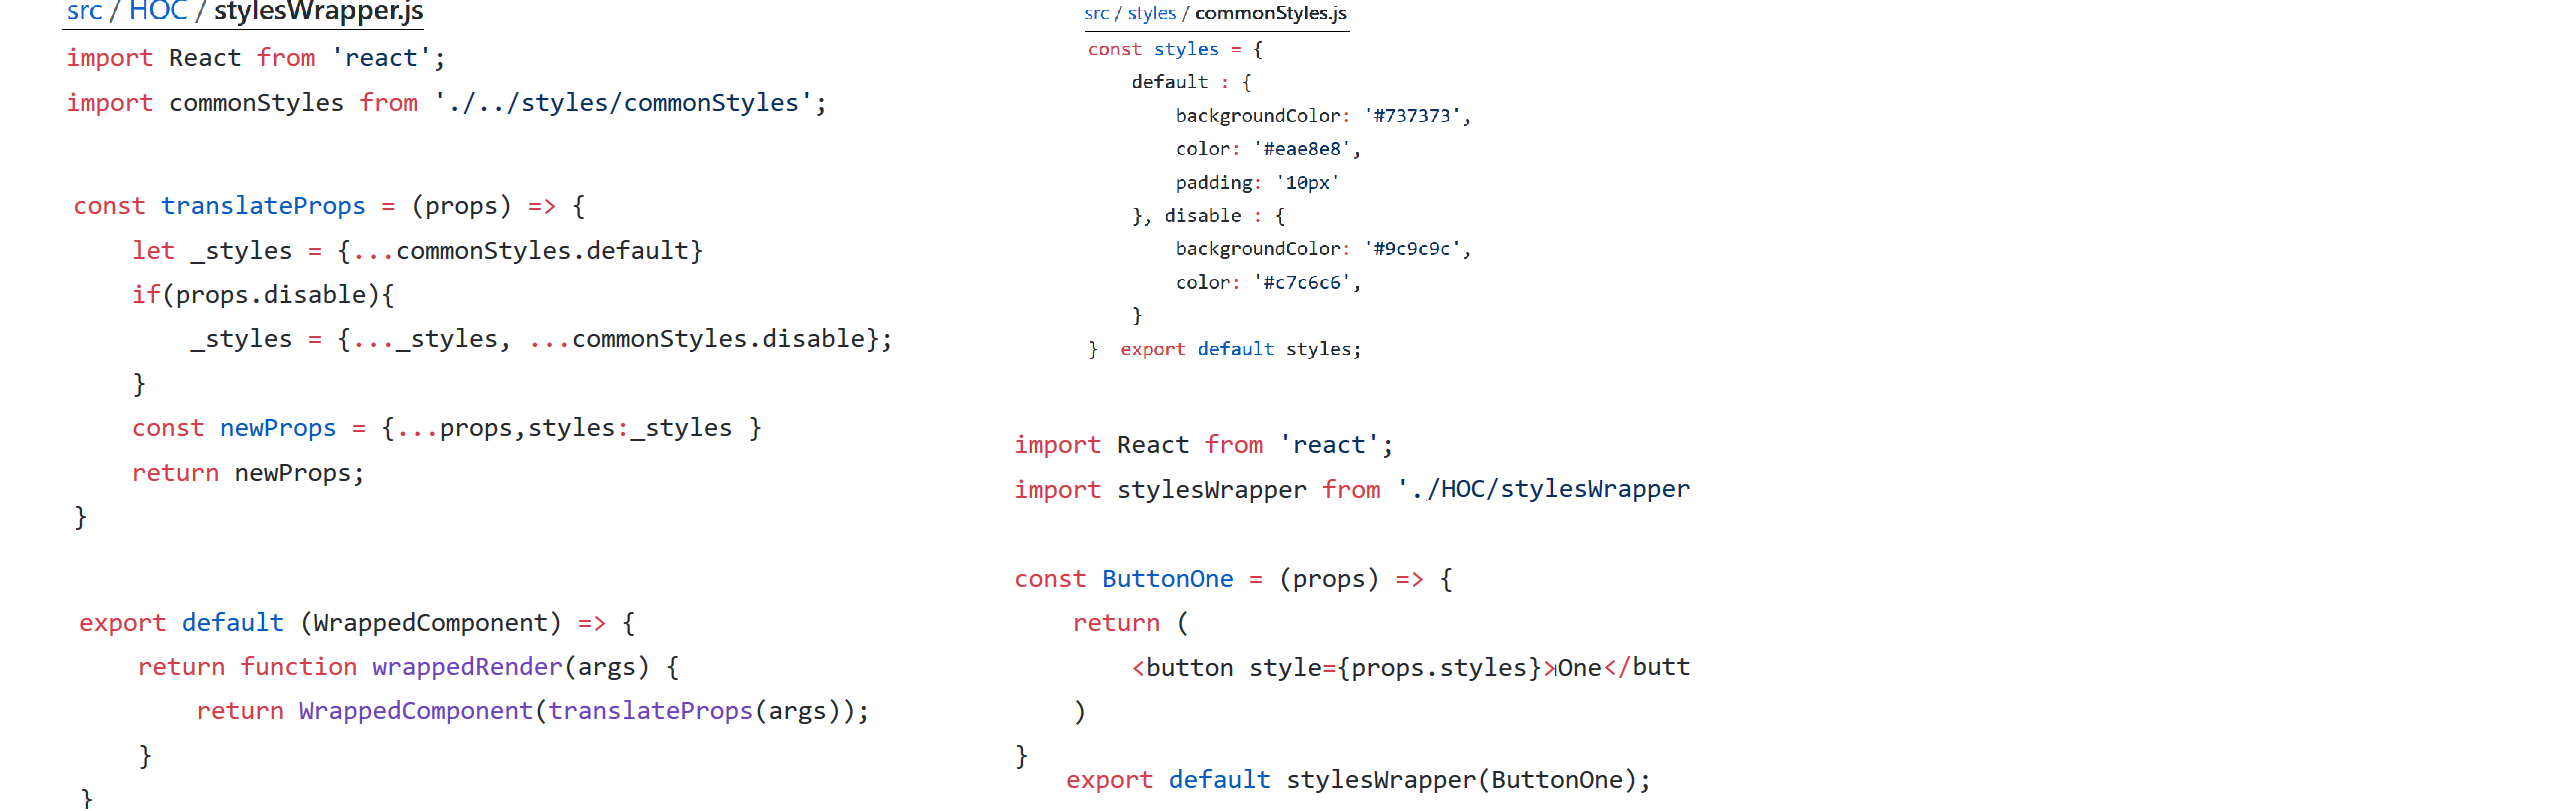 src / HOC / stylesWrapper.js
import React from 'react';
import commonStyles from './../styles/commonStyles';
const translateProps = (props) => {
let _styles = {...commonStyles.default}
if(props.disable){
_styles = {..._styles, ...commonStyles.disable};
}
const newProps = {...props,styles:_styles }
return newProps;
}
export default (WrappedComponent) => {
return function wrappedRender(args) {
return WrappedComponent(translateProps(args));
}
}
src / styles / commonStyles.js
const styles = {
default : {
backgroundColor: '#737373',
color: '#eae8e8',
padding: '10px'
}, disable : {
backgroundColor: '#9c9c9c',
color: '#c7c6c6',
}
} export default styles;
import React from 'react';
import stylesWrapper from './HOC/stylesWrapper
const ButtonOne = (props) => {
return (
<button style={props.styles}>One</butt
)
}
export default stylesWrapper(ButtonOne);